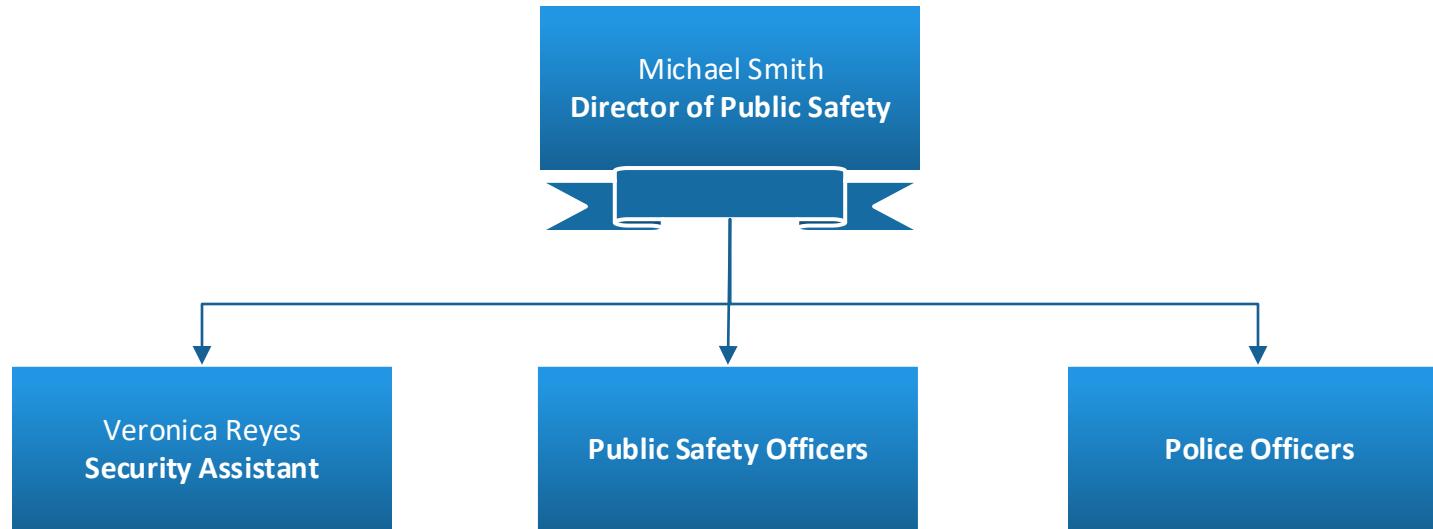 Michael Smith
Director of Public Safety
Veronica Reyes
Security Assistant
Public Safety Officers
Police Officers